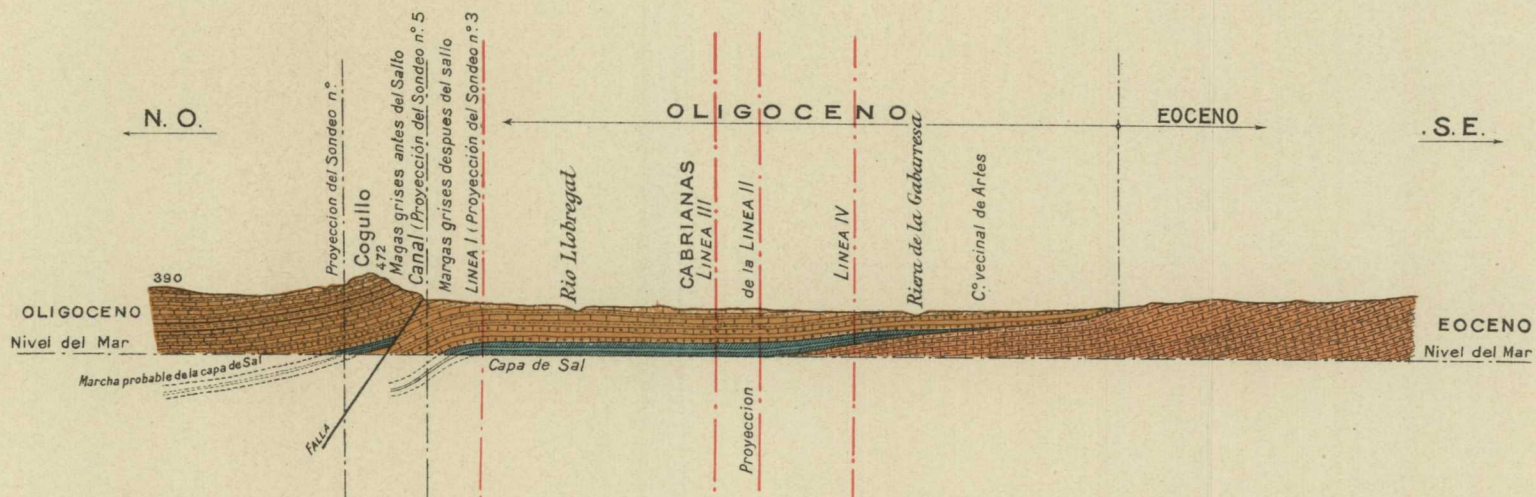 N. O.
Proyeccion del Sondeo n.º
Cogullo
472
Magas grises antes del Salto
Canal (Proyección del Sondeo n.º 5
Margas grises despues del salto
LINEA I (Proyección del Sondeo n.º 3
OLIGOCENO
EOCENO
S.E.
Rio Llobregal
CABRIANAS
LINEA III
de la LINEA II
LINEA IV
Riera de la Gabarresa
C.º vecinal de Artes
390
OLIGOCENO
Nivel del Mar
EOCENO
Nivel del Mar
Marcha probable de la capa de Sal
Capa de Sal
FALLA
Proyeccion